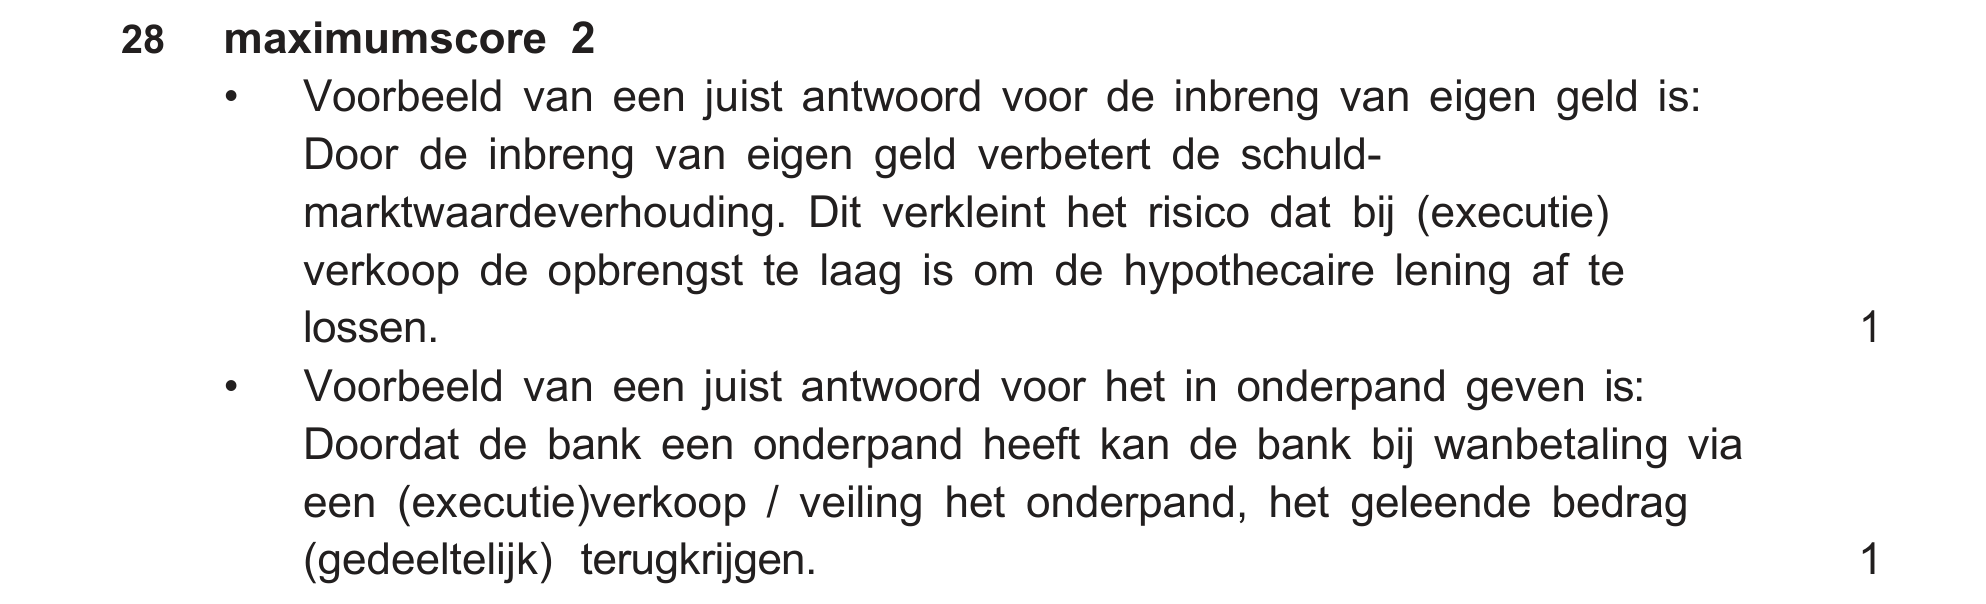 28 maximumscore 2
• Voorbeeld van een juist antwoord voor de inbreng van eigen geld is:
Door de inbreng van eigen geld verbetert de schuld-
marktwaardeverhouding. Dit verkleint het risico dat bij (executie)
verkoop de opbrengst te laag is om de hypothecaire lening af te
lossen. 1
• Voorbeeld van een juist antwoord voor het in onderpand geven is:
Doordat de bank een onderpand heeft kan de bank bij wanbetaling via
een (executie)verkoop / veiling het onderpand, het geleende bedrag
(gedeeltelijk) terugkrijgen. 1